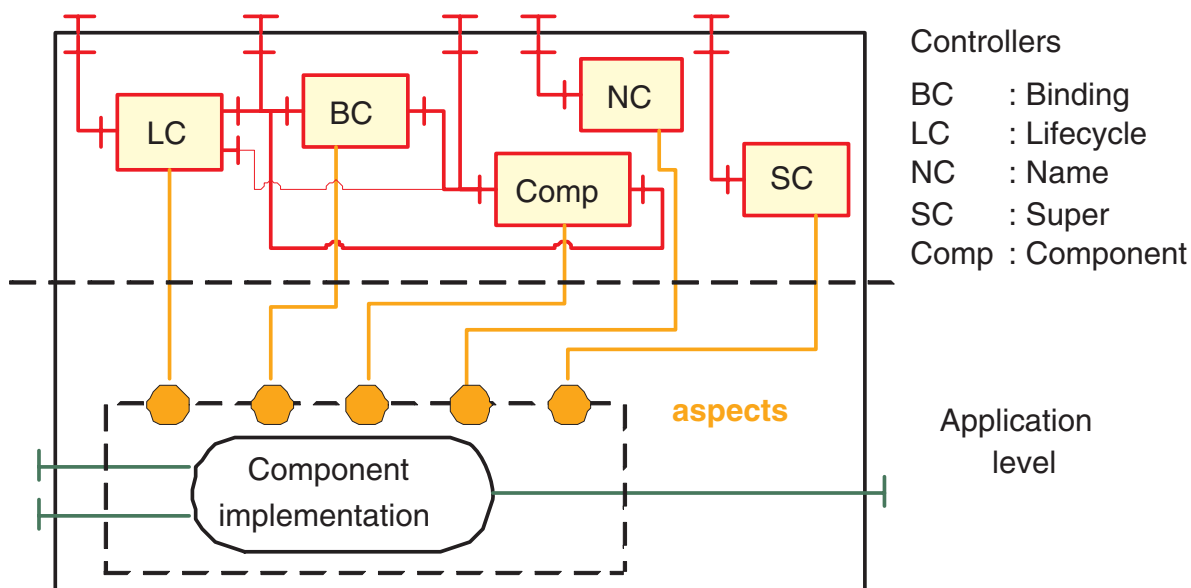 Controllers
BC : Binding
LC : Lifecycle
NC : Name
SC : Super
Comp : Component
LC
BC
NC
Comp
SC
aspects
Application
level
Component
implementation